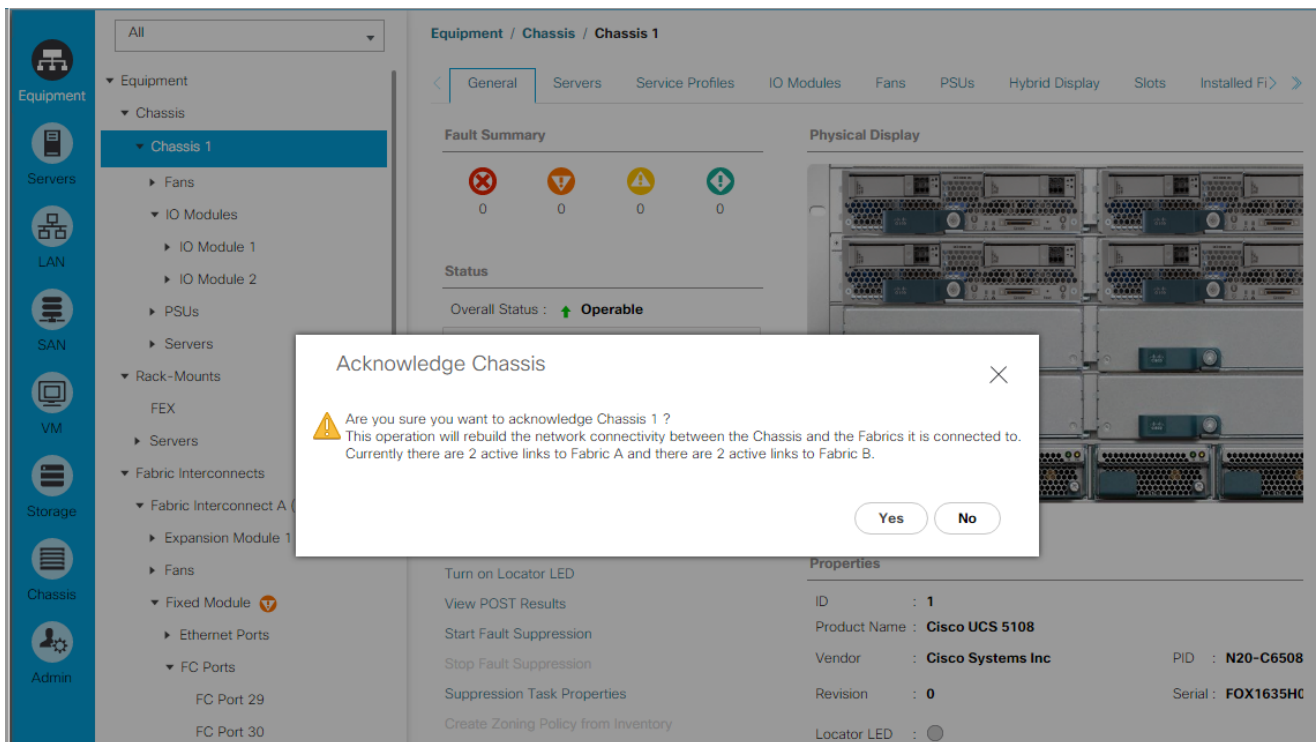 All
Equipment / Chassis / Chassis 1
Equipment
Servers
LAN
SAN
VM
Storage
Chassis
Admin
Equipment
Chassis
Chassis 1
Fans
IO Modules
IO Module 1
IO Module 2
PSUs
Servers
Rack-Mounts
FEX
Servers
Fabric Interconnects
Fabric Interconnect A (
Expansion Module 1
Fans
Fixed Module
Ethernet Ports
FC Ports
FC Port 29
FC Port 30
General Servers Service Profiles IO Modules Fans PSUs Hybrid Display Slots Installed Fi
Fault Summary
0 0 0 0
Status
Overall Status : Operable
Physical Display
Acknowledge Chassis
Are you sure you want to acknowledge Chassis 1 ?
This operation will rebuild the network connectivity between the Chassis and the Fabrics it is connected to.
Currently there are 2 active links to Fabric A and there are 2 active links to Fabric B.
Yes No
Turn on Locator LED
View POST Results
Start Fault Suppression
Stop Fault Suppression
Suppression Task Properties
Create Zoning Policy from Inventory
Properties
ID : 1
Product Name : Cisco UCS 5108
Vendor : Cisco Systems Inc PID : N20-C6508
Revision : 0 Serial : FOX1635H
Locator LED :